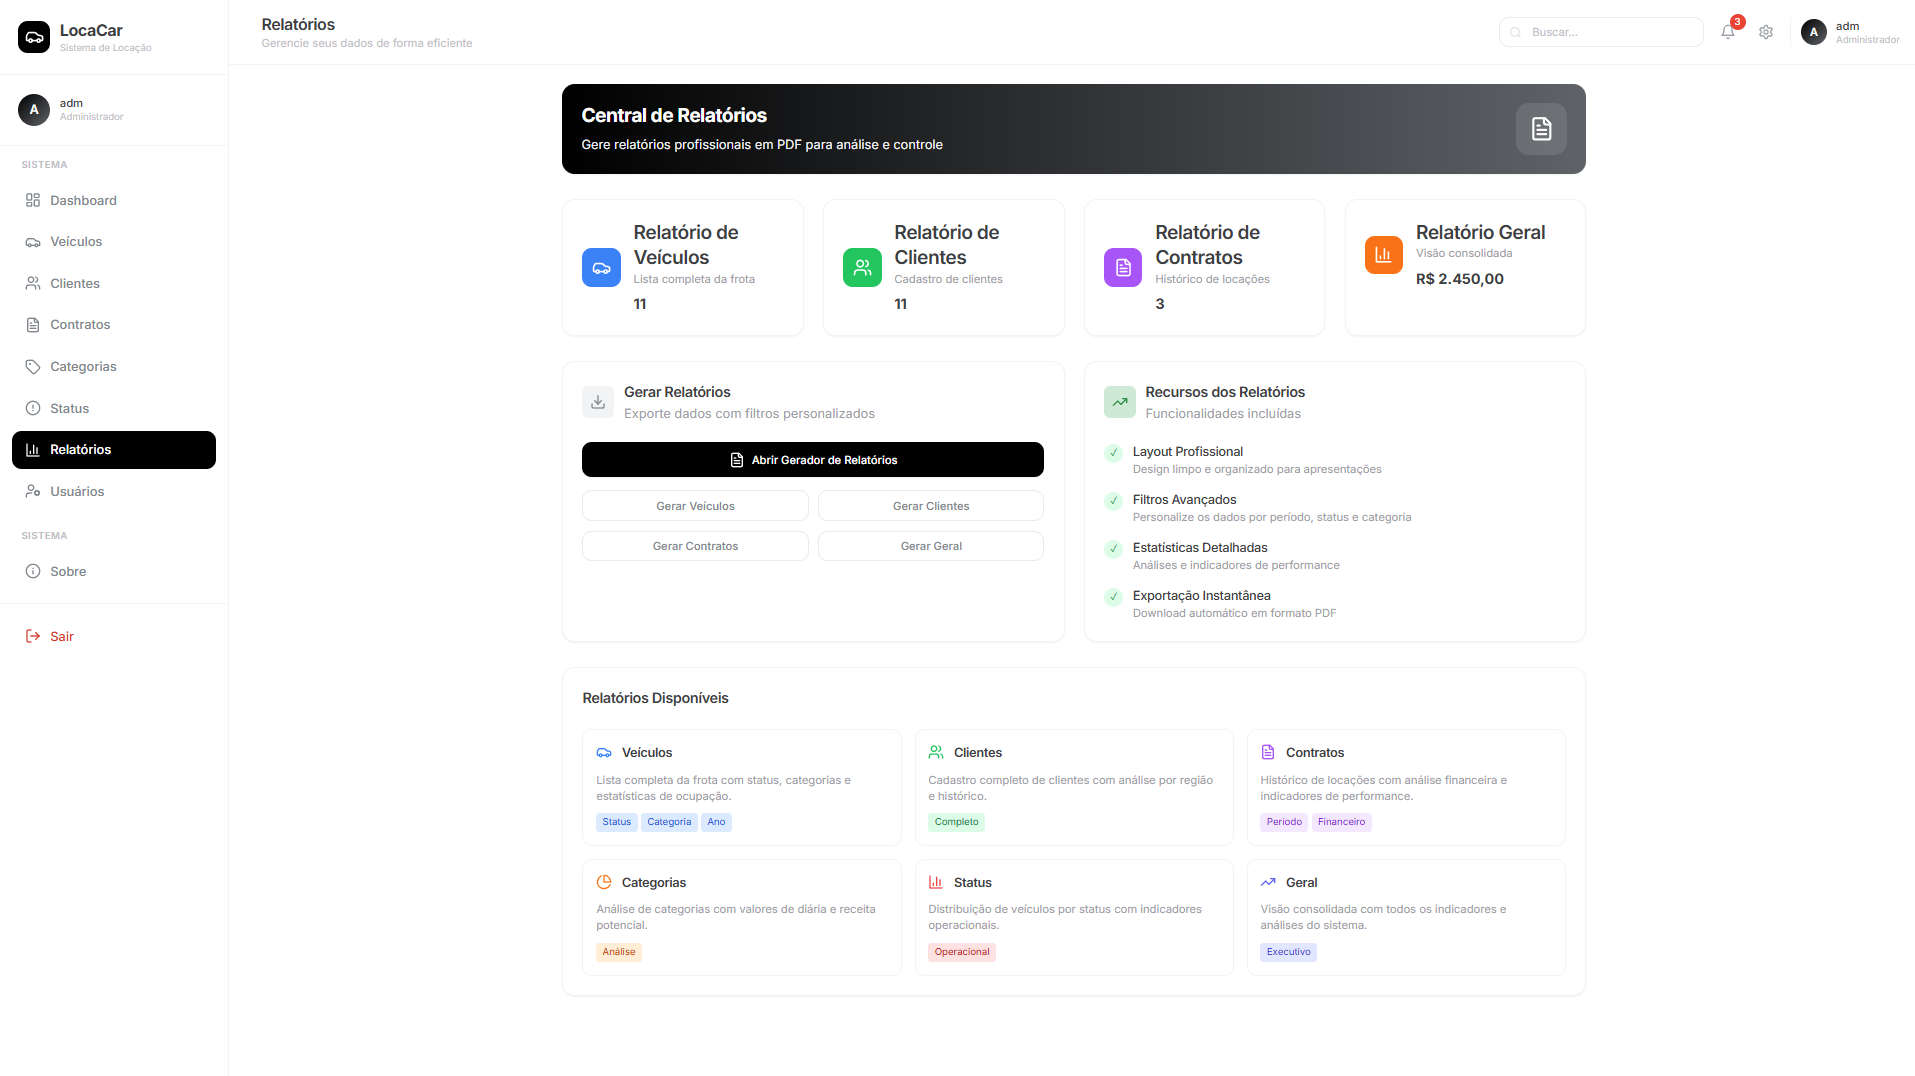 LocaCar
Sistema de Locação
A
adm
Administrador
SISTEMA
Dashboard
Veículos
Clientes
Contratos
Categorias
Status
Relatórios
Usuários
SISTEMA
Sobre
Sair
Relatórios
Gerencie seus dados de forma eficiente
Buscar...
3
A
adm
Administrador
Central de Relatórios
Gere relatórios profissionais em PDF para análise e controle
Relatório de
Veículos
Lista completa da frota
11
Relatório de
Clientes
Cadastro de clientes
11
Relatório de
Contratos
Histórico de locações
3
Relatório Geral
Visão consolidada
R$ 2.450,00
Gerar Relatórios
Exporte dados com filtros personalizados
Abrir Gerador de Relatórios
Gerar Veículos
Gerar Clientes
Gerar Contratos
Gerar Geral
Recursos dos Relatórios
Funcionalidades incluídas
✓ Layout Profissional
Design limpo e organizado para apresentações
✓ Filtros Avançados
Personalize os dados por período, status e categoria
✓ Estatísticas Detalhadas
Análises e indicadores de performance
✓ Exportação Instantânea
Download automático em formato PDF
Relatórios Disponíveis
Veículos
Lista completa da frota com status, categorias e
estatísticas de ocupação.
Status Categoria Ano
Clientes
Cadastro completo de clientes com análise por região
e histórico.
Completo
Contratos
Histórico de locações com análise financeira e
indicadores de performance.
Período Financeiro
Categorias
Análise de categorias com valores de diária e receita
potencial.
Análise
Status
Distribuição de veículos por status com indicadores
operacionais.
Operacional
Geral
Visão consolidada com todos os indicadores e
análises do sistema.
Executivo